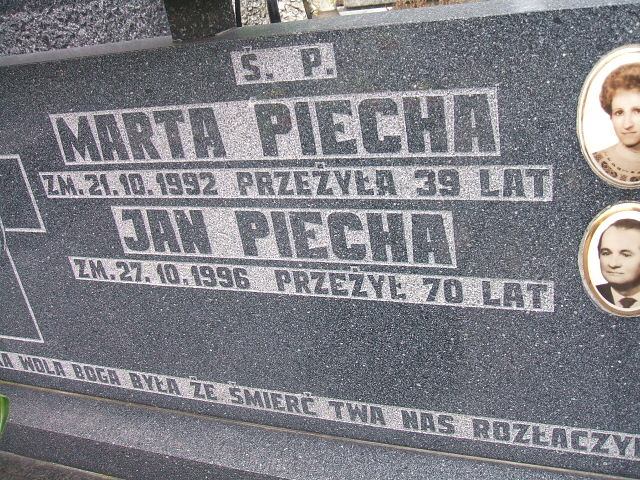 Ś. P.
MARTA PIECHA
ZM. 21. 10. 1992 PRZEŻYŁA 39 LAT
JAN PIECHA
ZM. 27. 10. 1996 PRZEŻYŁ 70 LAT
WOLA BOGA BYŁA ŻE ŚMIERĆ TWA NAS